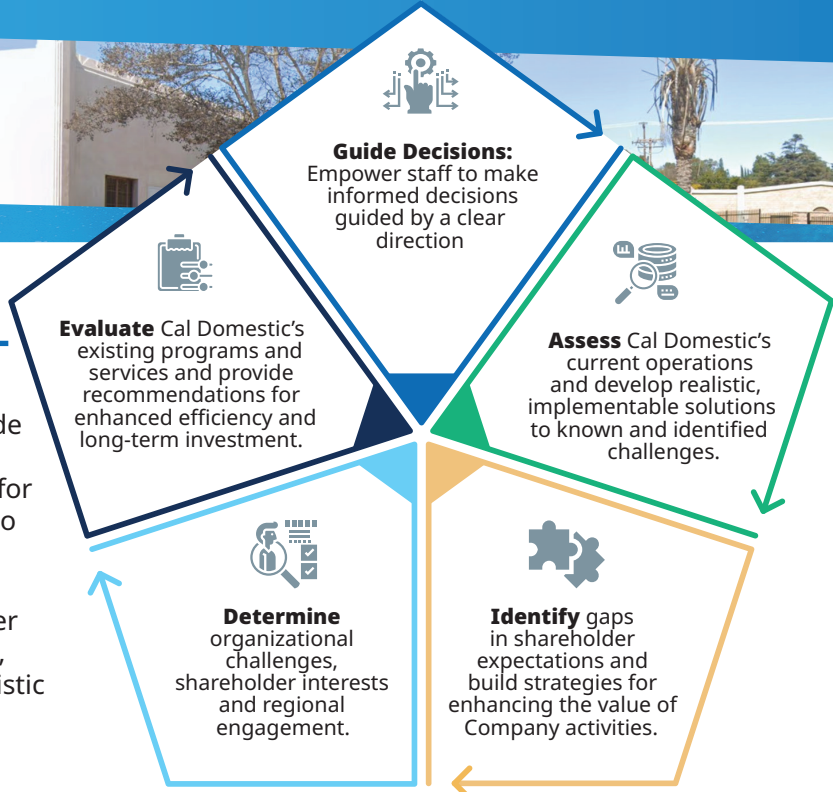 Guide Decisions:
Empower staff to make
informed decisions
guided by a clear
direction
Evaluate Cal Domestic’s
existing programs and
services and provide
recommendations for
enhanced efficiency and
long-term investment.
Assess Cal Domestic’s
current operations
and develop realistic,
implementable solutions
to known and identified
challenges.
for
Determine
organizational
challenges,
shareholder interests
and regional
engagement.
Identify gaps
in shareholder
expectations and
build strategies for
enhancing the value of
Company activities.